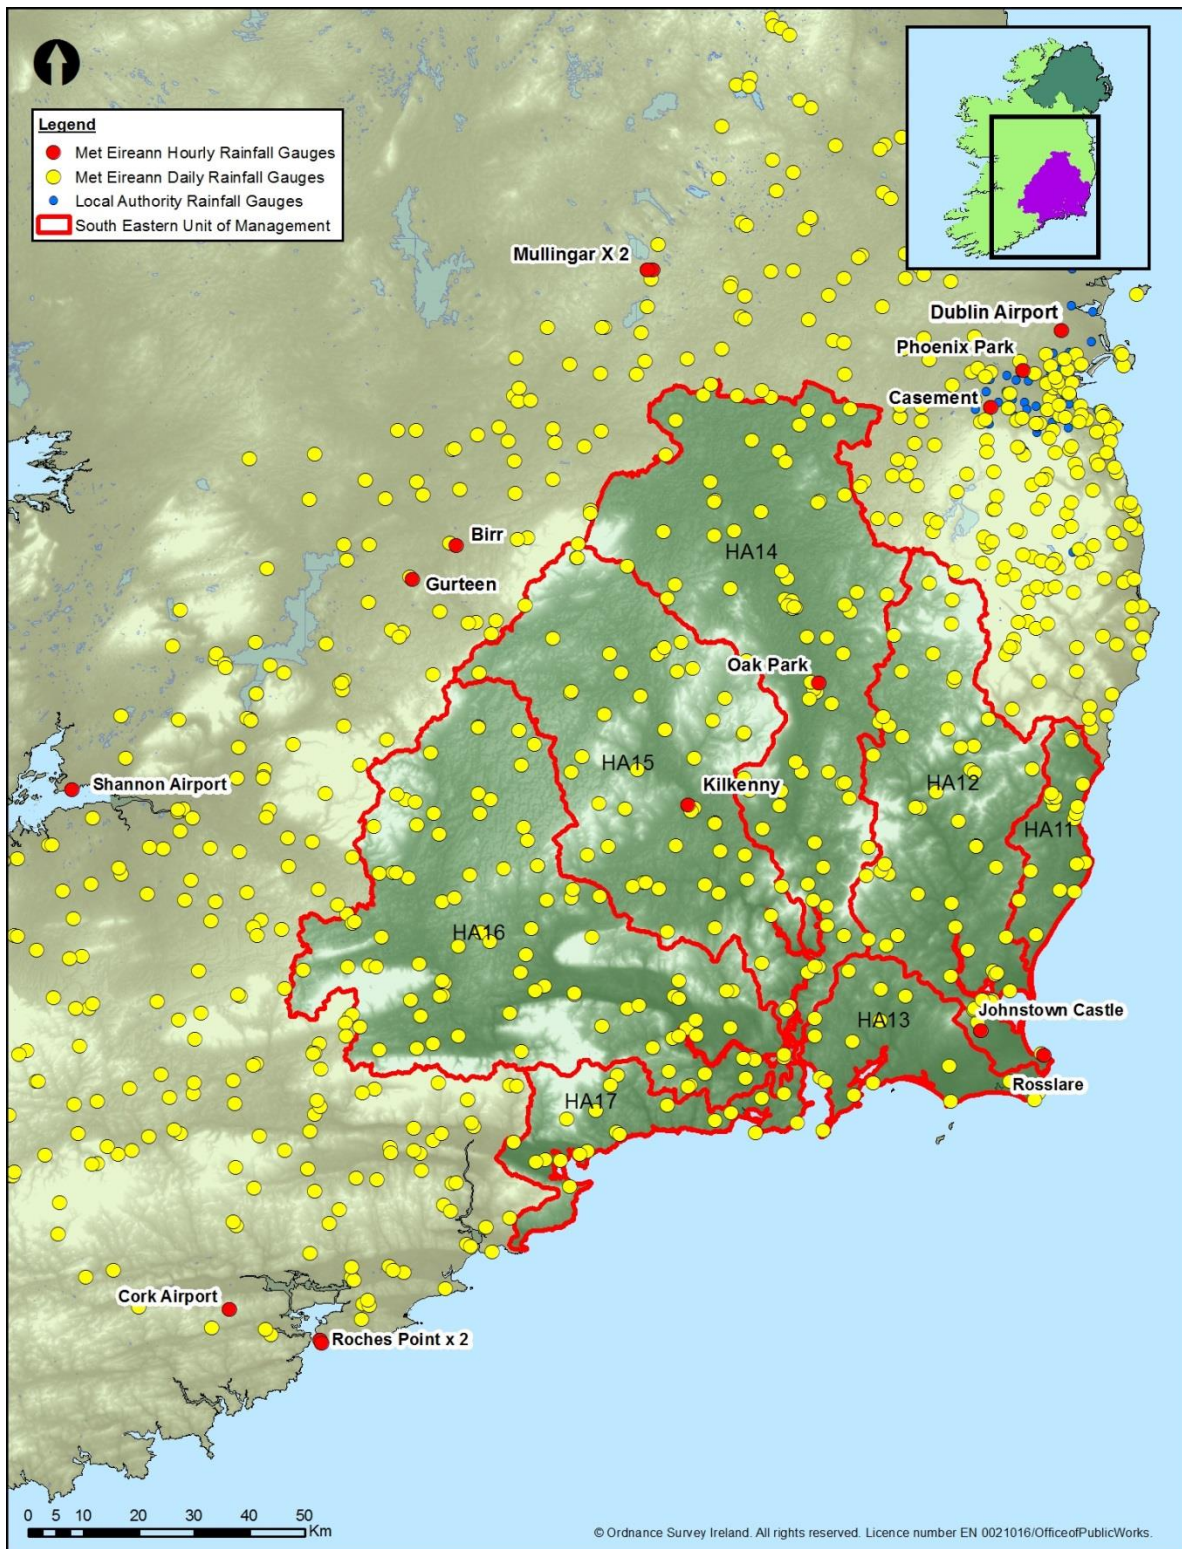 Legend
Met Eireann Hourly Rainfall Gauges
Met Eireann Daily Rainfall Gauges
Local Authority Rainfall Gauges
South Eastern Unit of Management
Mullingar X 2
Dublin Airport
Phoenix Park
Casement
Birr
HA14
Gurteen
Oak Park
HA15
Shannon Airport
HA12
Kilkenny
HA11
HA16
Johnstown Castle
HA13
Rosslare
HA17
Cork Airport
Roches Point x 2
0 5 10 20 30 40 50
Km
© Ordnance Survey Ireland. All rights reserved. Licence number EN 0021016/OfficeofPublicWorks.